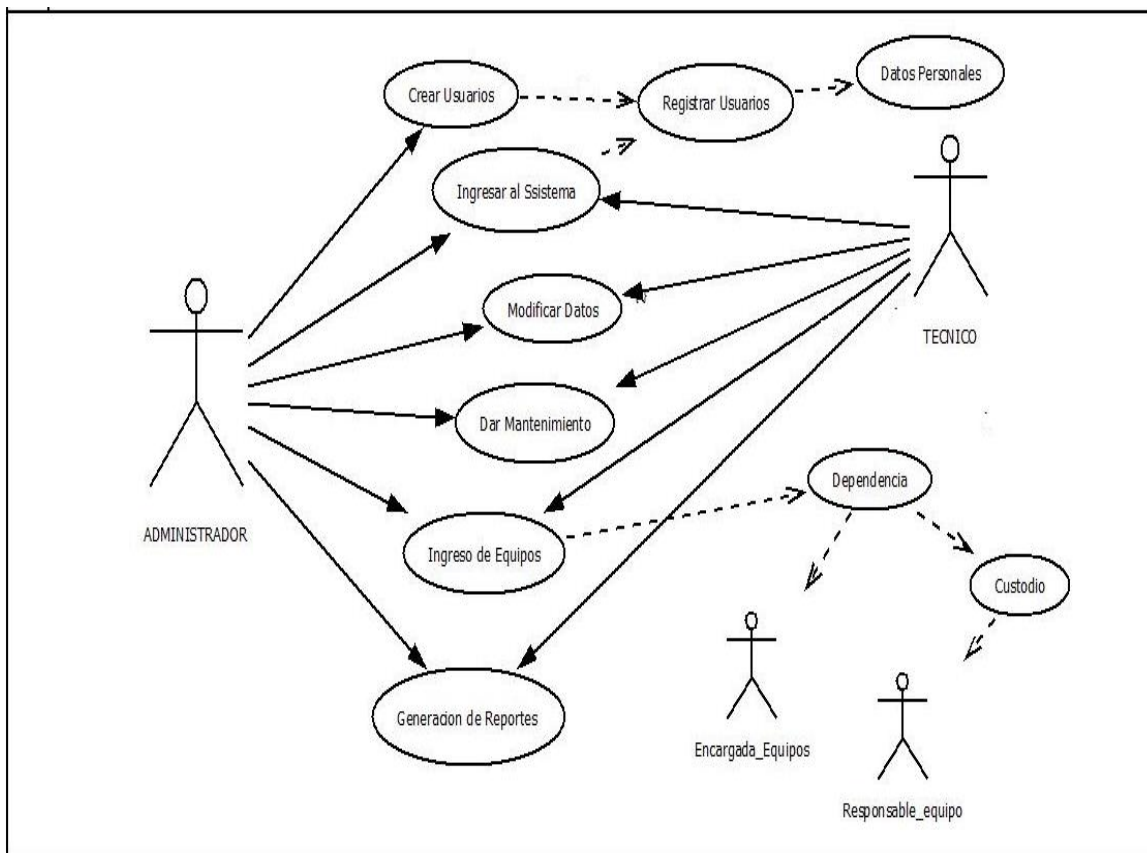 Crear Usuarios
Registrar Usuarios
Datos Personales
Ingresar al Ssistema
Modificar Datos
TECNICO
Dar Mantenimiento
ADMINISTRADOR
Dependencia
Ingreso de Equipos
Custodio
Generacion de Reportes
Encargada_Equipos
Responsable_equipo